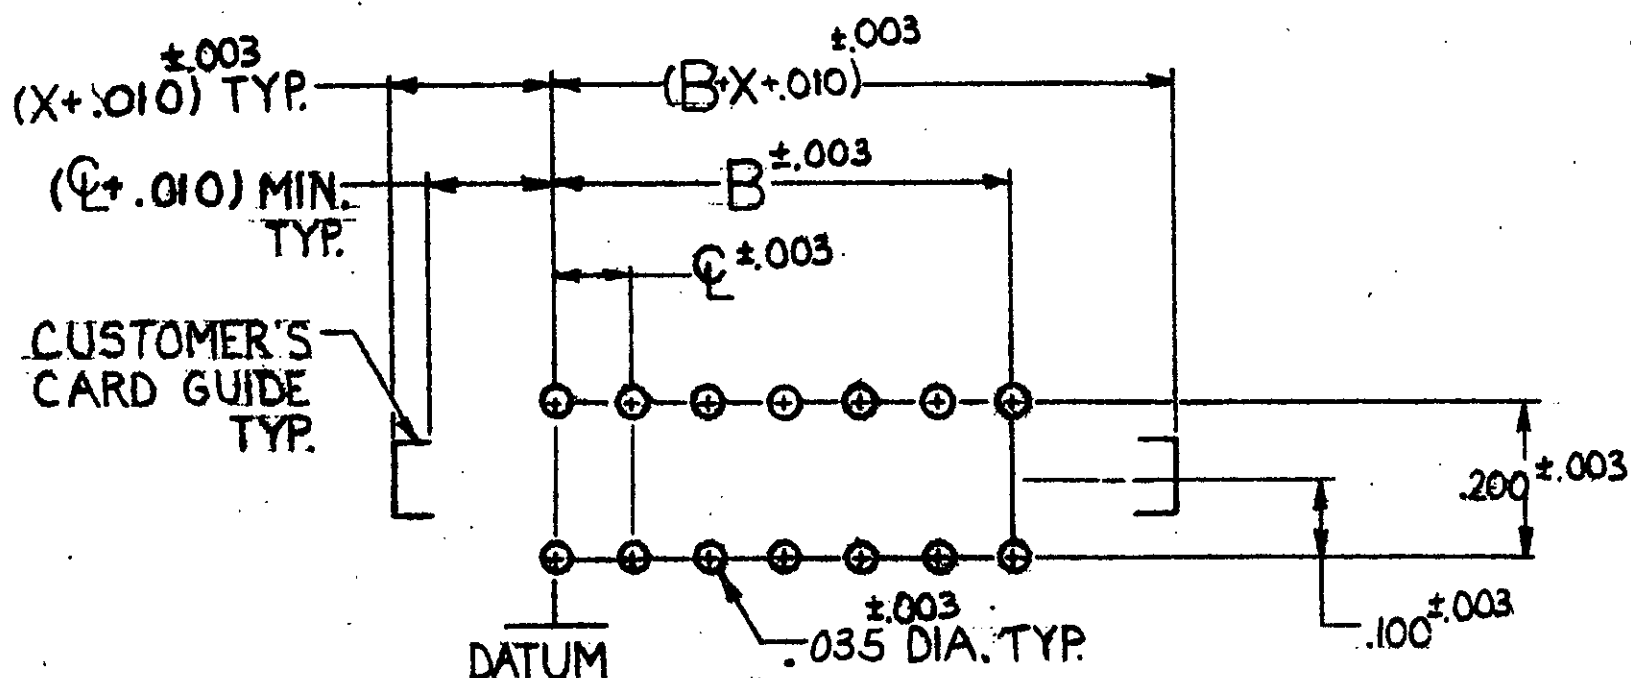 ±.003
(X+.010) TYP.
±.003
(B+X+.010)
(℄+.010) MIN.
TYP.
B ±.003
℄ ±.003
CUSTOMER'S
CARD GUIDE
TYP.
.200 ±.003
±.003
.035 DIA. TYP.
.100 ±.003
DATUM